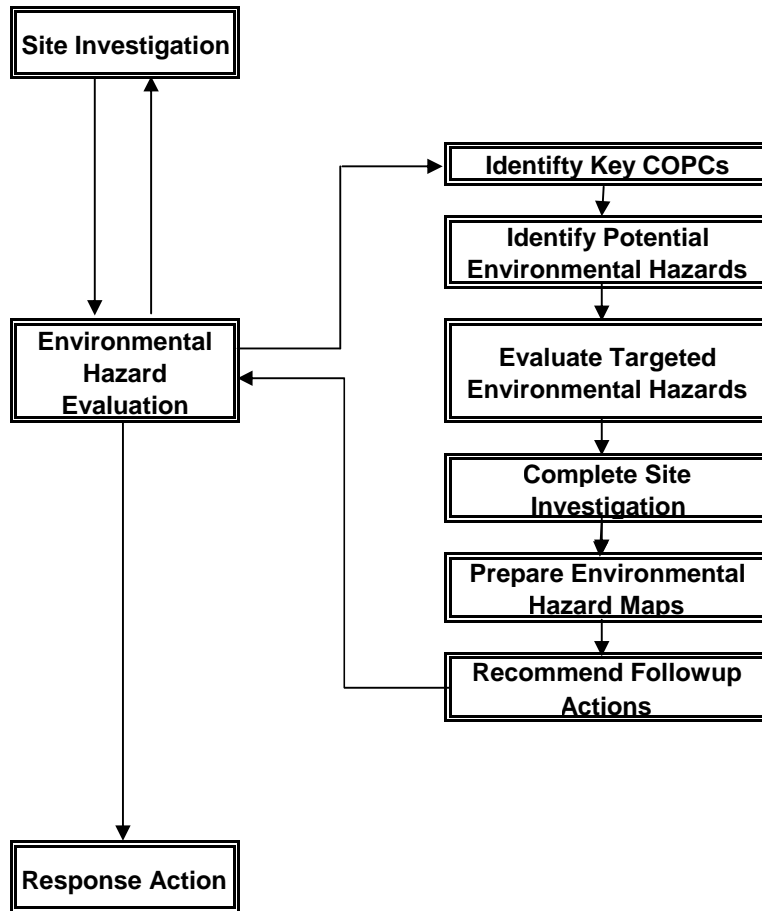 Site Investigation
Identifty Key COPCs
Identify Potential
Environmental Hazards
Environmental
Hazard
Evaluation
Evaluate Targeted
Environmental Hazards
Complete Site
Investigation
Prepare Environmental
Hazard Maps
Recommend Followup
Actions
Response Action